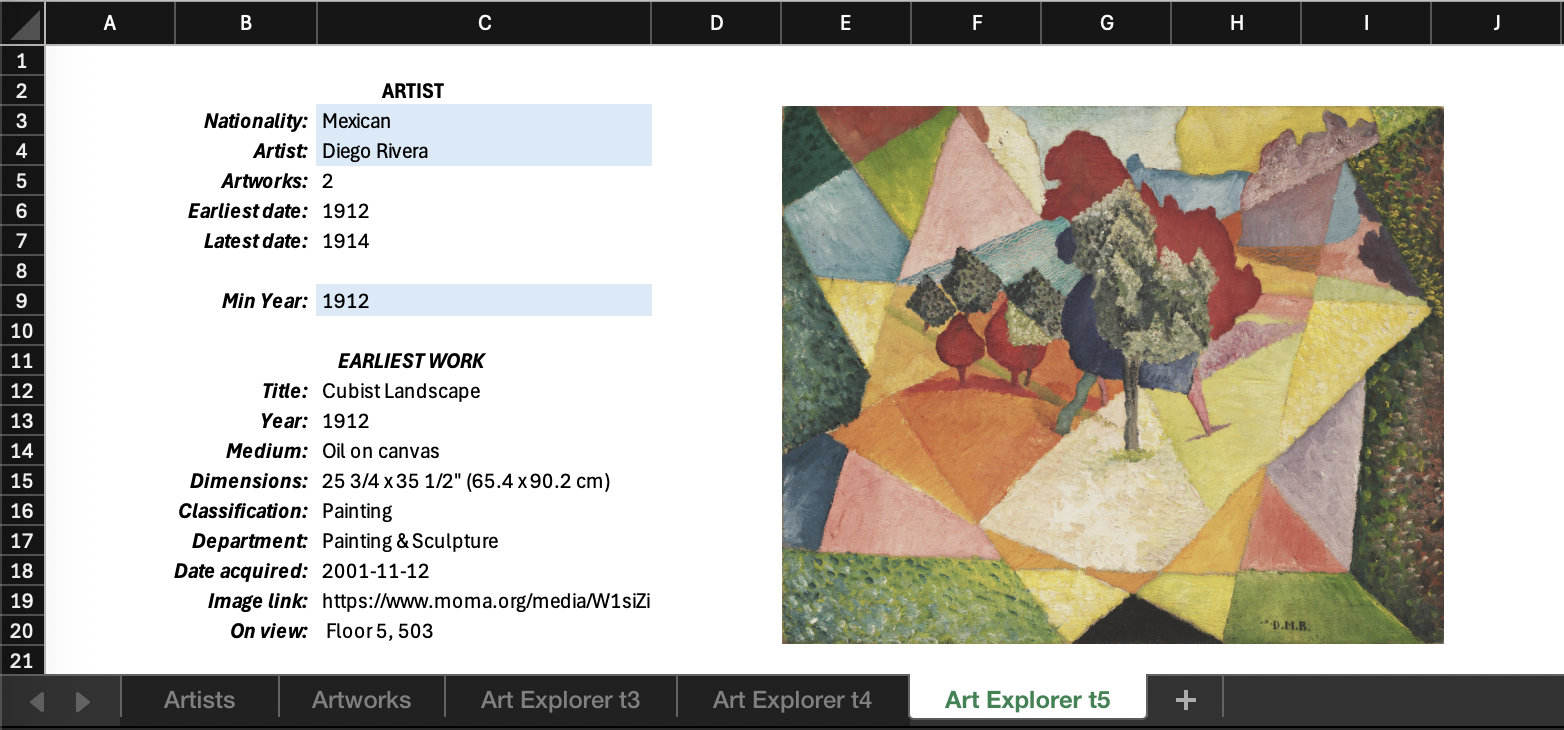 A B C D E F G H I J
1
2 ARTIST
3 Nationality: Mexican
4 Artist: Diego Rivera
5 Artworks: 2
6 Earliest date: 1912
7 Latest date: 1914
8
9 Min Year: 1912
10
11 EARLIEST WORK
12 Title: Cubist Landscape
13 Year: 1912
14 Medium: Oil on canvas
15 Dimensions: 25 3/4 x 35 1/2" (65.4 x 90.2 cm)
16 Classification: Painting
17 Department: Painting & Sculpture
18 Date acquired: 2001-11-12
19 Image link: https://www.moma.org/media/W1siZi
20 On view: Floor 5, 503
D.M.R.
21
Artists Artworks Art Explorer t3 Art Explorer t4 Art Explorer t5 +